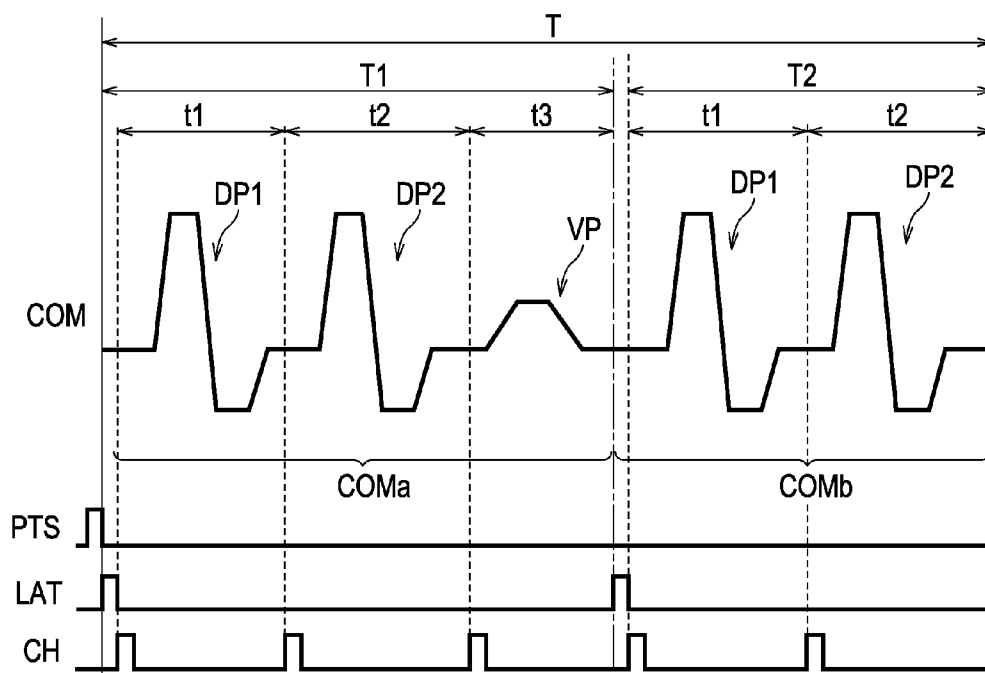 T
T1 T2
t1 t2 t3 t1 t2
DP1 DP2 VP DP1 DP2
COM
COMa COMb
PTS
LAT
CH